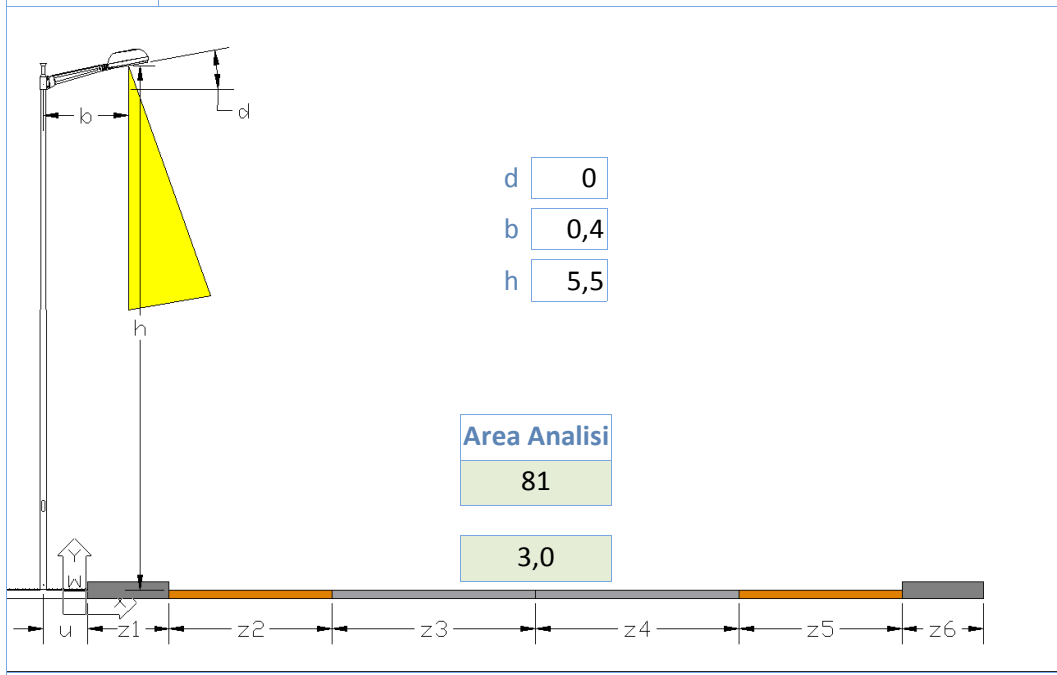 b
d
d 0
b 0,4
h 5,5
h
Area Analisi
81
3,0
Y
W
X
u z1 z2 z3 z4 z5 z6